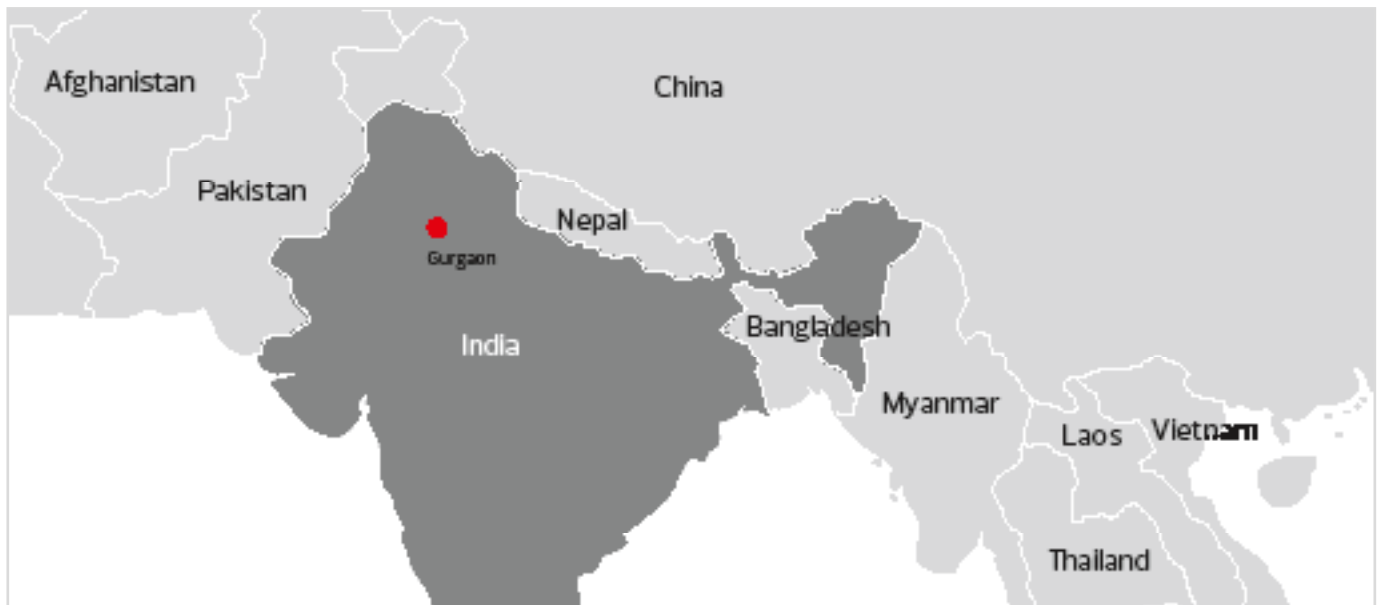 Afghanistan
China
Pakistan
Nepal
Gurgaon
Bangladesh
India
Myanmar
Laos
Vietnam
Thailand